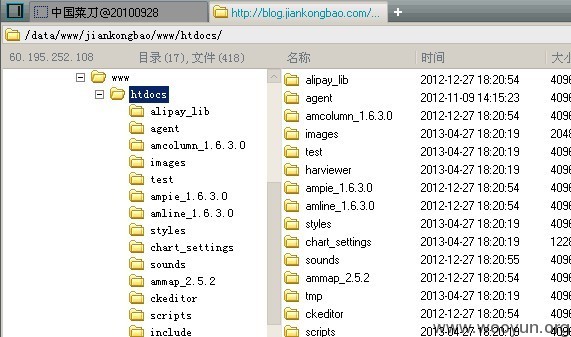 中国菜刀@20100928 http://blog.jiankongbao.com/...
/data/www/jiankongbao/www/htdocs/
60.195.252.108 目录(17),文件(418) 名称 时间
www
htdocs
alipay_lib
agent
amcolumn_1.6.3.0
images
test
ampie_1.6.3.0
amline_1.6.3.0
styles
chart_settings
sounds
ammap_2.5.2
ckeditor
scripts
include
alipay_lib 2012-12-27 18:20:54 4096
agent 2012-11-09 14:15:23 4096
amcolumn_1.6.3.0 2012-12-27 18:20:54 4096
images 2013-04-27 18:20:19 2048
test 2013-04-27 18:20:19 4096
harviewer 2013-04-27 18:20:19 4096
ampie_1.6.3.0 2012-12-27 18:20:54 4096
amline_1.6.3.0 2012-12-27 18:20:54 4096
styles 2013-04-27 18:20:19 4096
chart_settings 2013-04-27 18:20:19 1228
sounds 2012-12-27 18:20:55 4096
ammap_2.5.2 2012-12-27 18:20:54 4096
tmp 2013-04-27 18:20:19 4096
ckeditor 2012-12-27 18:20:54 4096
scripts 2013-04-27 18:20:19 4096
www.wooyun.org